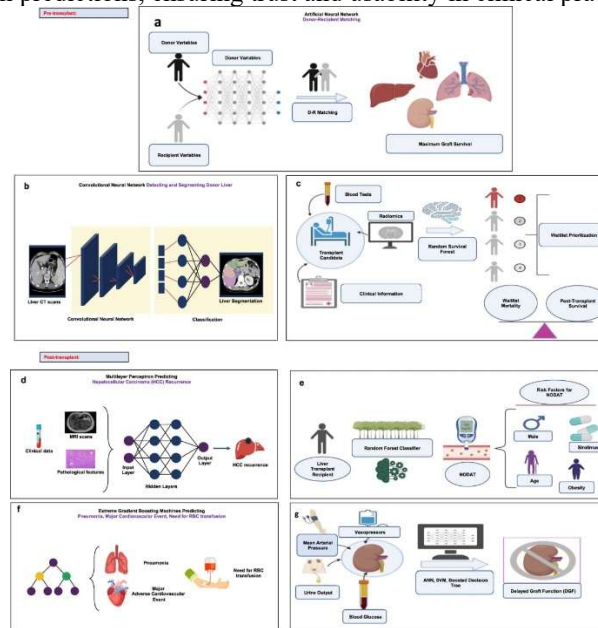 n predictions, ensuring trust and usability in clinical pra
Pre-transplant:
a
Artificial Neural Network
Donor-Recipient Matching
Donor Variables
Donor Variables
D-R Matching
Recipient Variables
Maximum Graft Survival
b
Convolutional Neural Network Detecting and Segmenting Donor Liver
Liver CT scans
Convolutional Neural Network
Classification
Liver Segmentation
c
Blood Tests
Radiomics
Transplant
Candidate
Random Survival
Forest
Clinical Information
Waitlist Prioritization
Waitlist
Mortality
Post-Transplant
Survival
Post-transplant:
d
Multilayer Perceptron Predicting
Hepatocellular Carcinoma (HCC) Recurrence
MRI scans
Clinical data
Pathological features
Input
Layer
Hidden Layers
Output
Layer
HCC recurrence
e
Risk Factors for
NODAT
Male
Sirolimus
Age
Obesity
Random Forest Classifier
Liver
Transplant
Recipient
NODAT
f
Extreme Gradient Boosting Machines Predicting
Pneumonia, Major Cardiovascular Event, Need for RBC transfusion
Pneumonia
Major
Adverse Cardiovascular
Event
Need for RBC
transfusion
g
Vasopressors
Mean Arterial
Pressure
Urine Output
Blood Glucose
ANN, SVM, Boosted Decision
Tree
Delayed Graft Function (DGF)